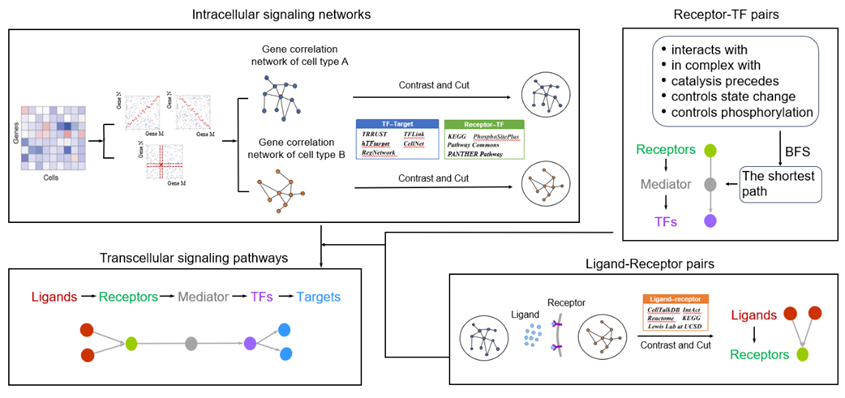 Intracellular signaling networks
Gene correlation
network of cell type A
Contrast and Cut
Genes
Cells
Gene N
Gene M
Gene N
Gene M
Gene N
Gene M
TF–Target
TRRUST TFLink
hTFtarget CellNet
RegNetwork
Receptor–TF
KEGG PhosphoSitePlus
Pathway Commons
PANTHER Pathway
Gene correlation
network of cell type B
Contrast and Cut
Receptor-TF pairs
• interacts with
• in complex with
• catalysis precedes
• controls state change
• controls phosphorylation
BFS
Receptors
Mediator
TFs
The shortest
path
Transcellular signaling pathways
Ligands
Receptors
Mediator
TFs
Targets
Ligand-Receptor pairs
Ligand
Receptor
Ligand–receptor
CellTalkDB IntAct
Reactome KEGG
Lewis Lab at UCSD
Contrast and Cut
Ligands
Receptors